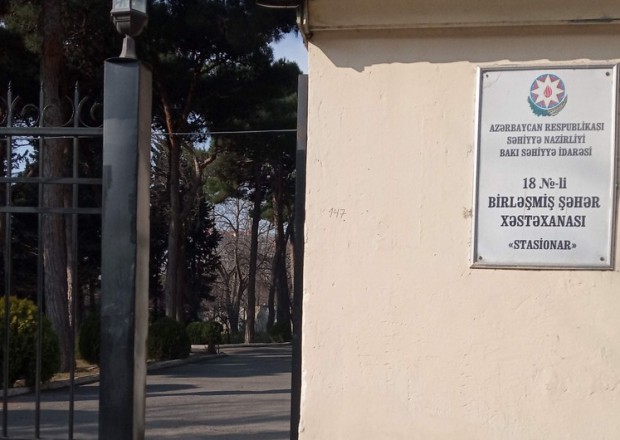 AZƏRBAYCAN RESPUBLİKASI
SƏHİYYƏ NAZİRLİYİ
BAKI SƏHİYYƏ İDARƏSİ
18 №-li
BİRLƏŞMİŞ ŞƏHƏR
XƏSTƏXANASI
«STASİONAR»
147